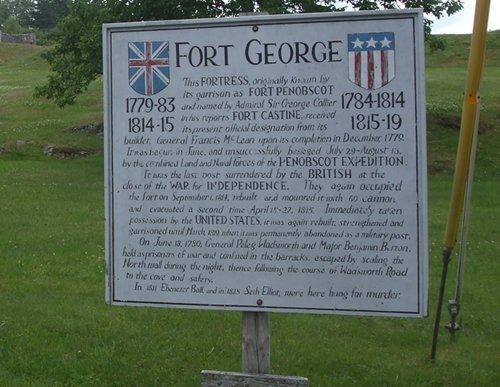 FORT GEORGE
1779-83
1814-15
1784-1814
1815-19
This FORTRESS, originally known by
its garrison as FORT PENOBSCOT
and named by Admiral Sir George Collier
in his reports FORT CASTINE, received
its present official designation from its
builder, General Francis McLean upon its completion in December, 1779.
It was begun in June, and unsuccessfully besieged July 29-August 13,
by the combined Land and Naval forces of the PENOBSCOT EXPEDITION.
It was the last post surrendered by the BRITISH at the
close of the WAR for INDEPENDENCE. They again occupied
the fort on September 1, 1814, rebuilt and mounted it with 60 cannon
and evacuated a second time April 15-27, 1815. Immediately taken
possession by the UNITED STATES, it was again rebuilt, strengthened and
garrisoned until March, 1819 when it was permanently abandoned as a military post.
On June 18, 1780, General Peleg Wadsworth and Major Benjamin Burton,
held as prisoners of war and confined in the barracks, escaped by scaling the
North wall during the night, thence following the course of Wadsworth Road
to the cove and safety.
In 1811 Ebenezer Ball, and in 1825 Seth Elliot, were here hung for murder.